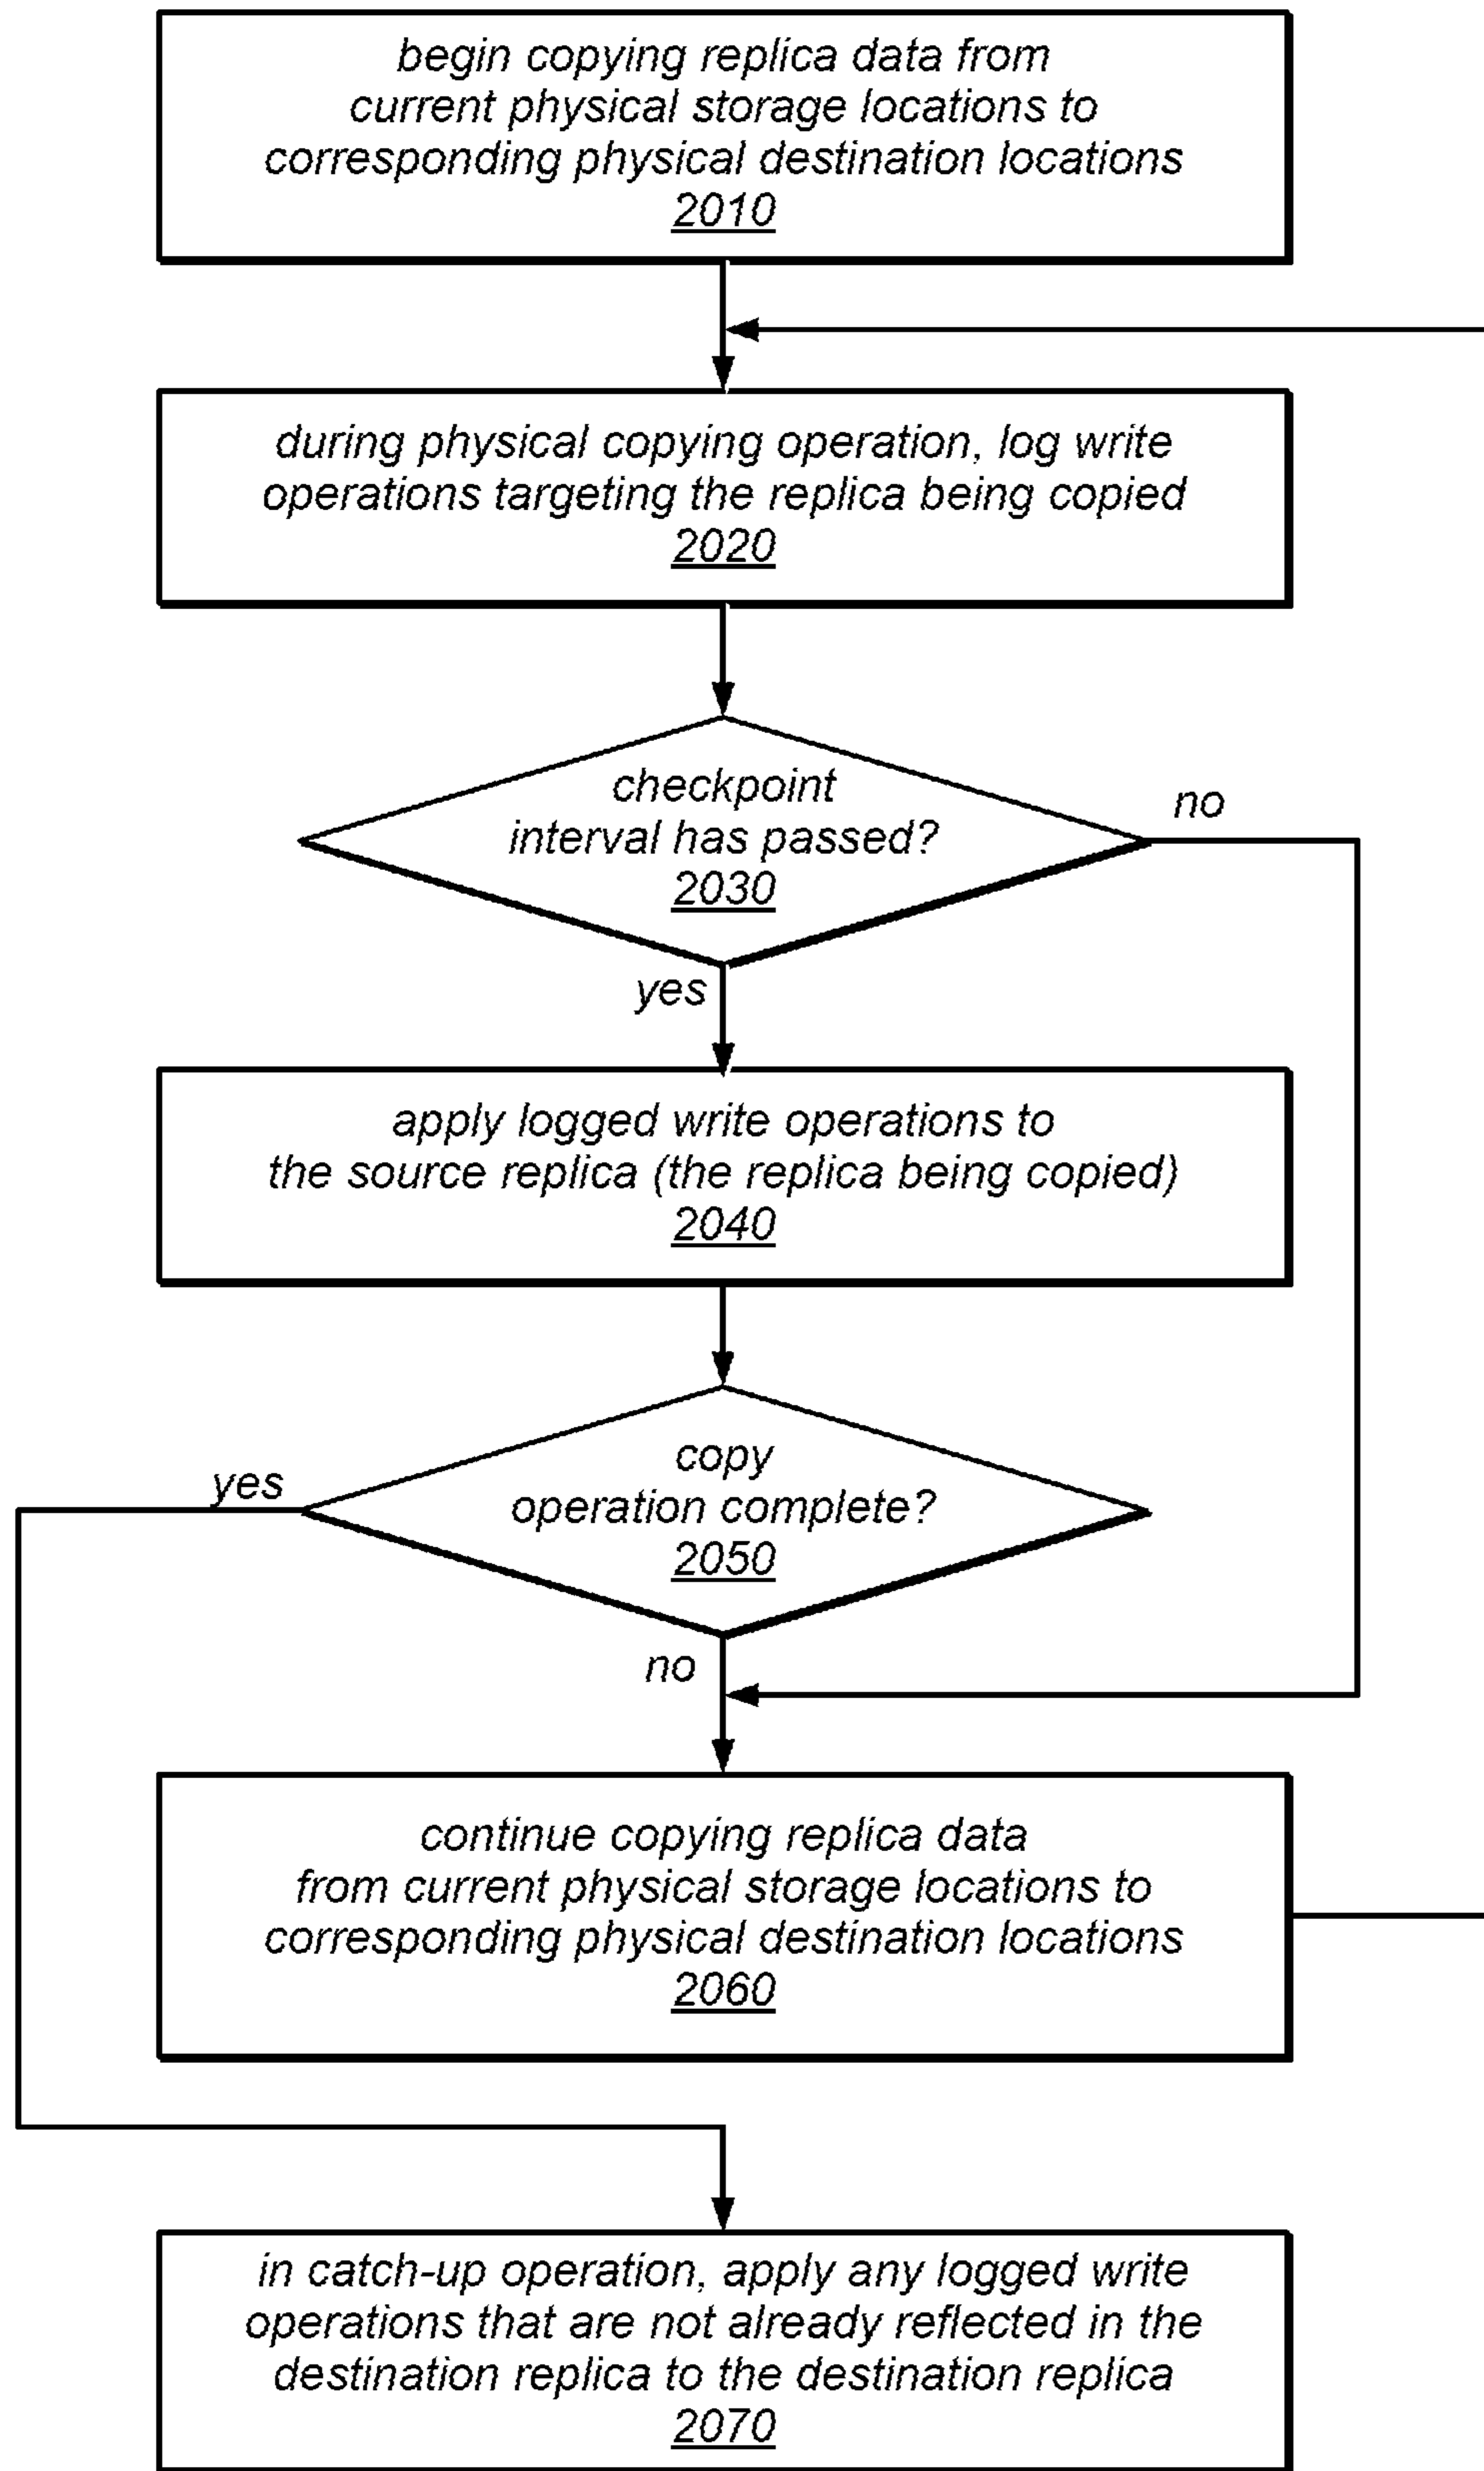 begin copying replica data from
current physical storage locations to
corresponding physical destination locations
2010
during physical copying operation, log write
operations targeting the replica being copied
2020
checkpoint
interval has passed?
2030
no
yes
apply logged write operations to
the source replica (the replica being copied)
2040
copy
operation complete?
2050
yes
no
continue copying replica data
from current physical storage locations to
corresponding physical destination locations
2060
in catch-up operation, apply any logged write
operations that are not already reflected in the
destination replica to the destination replica
2070